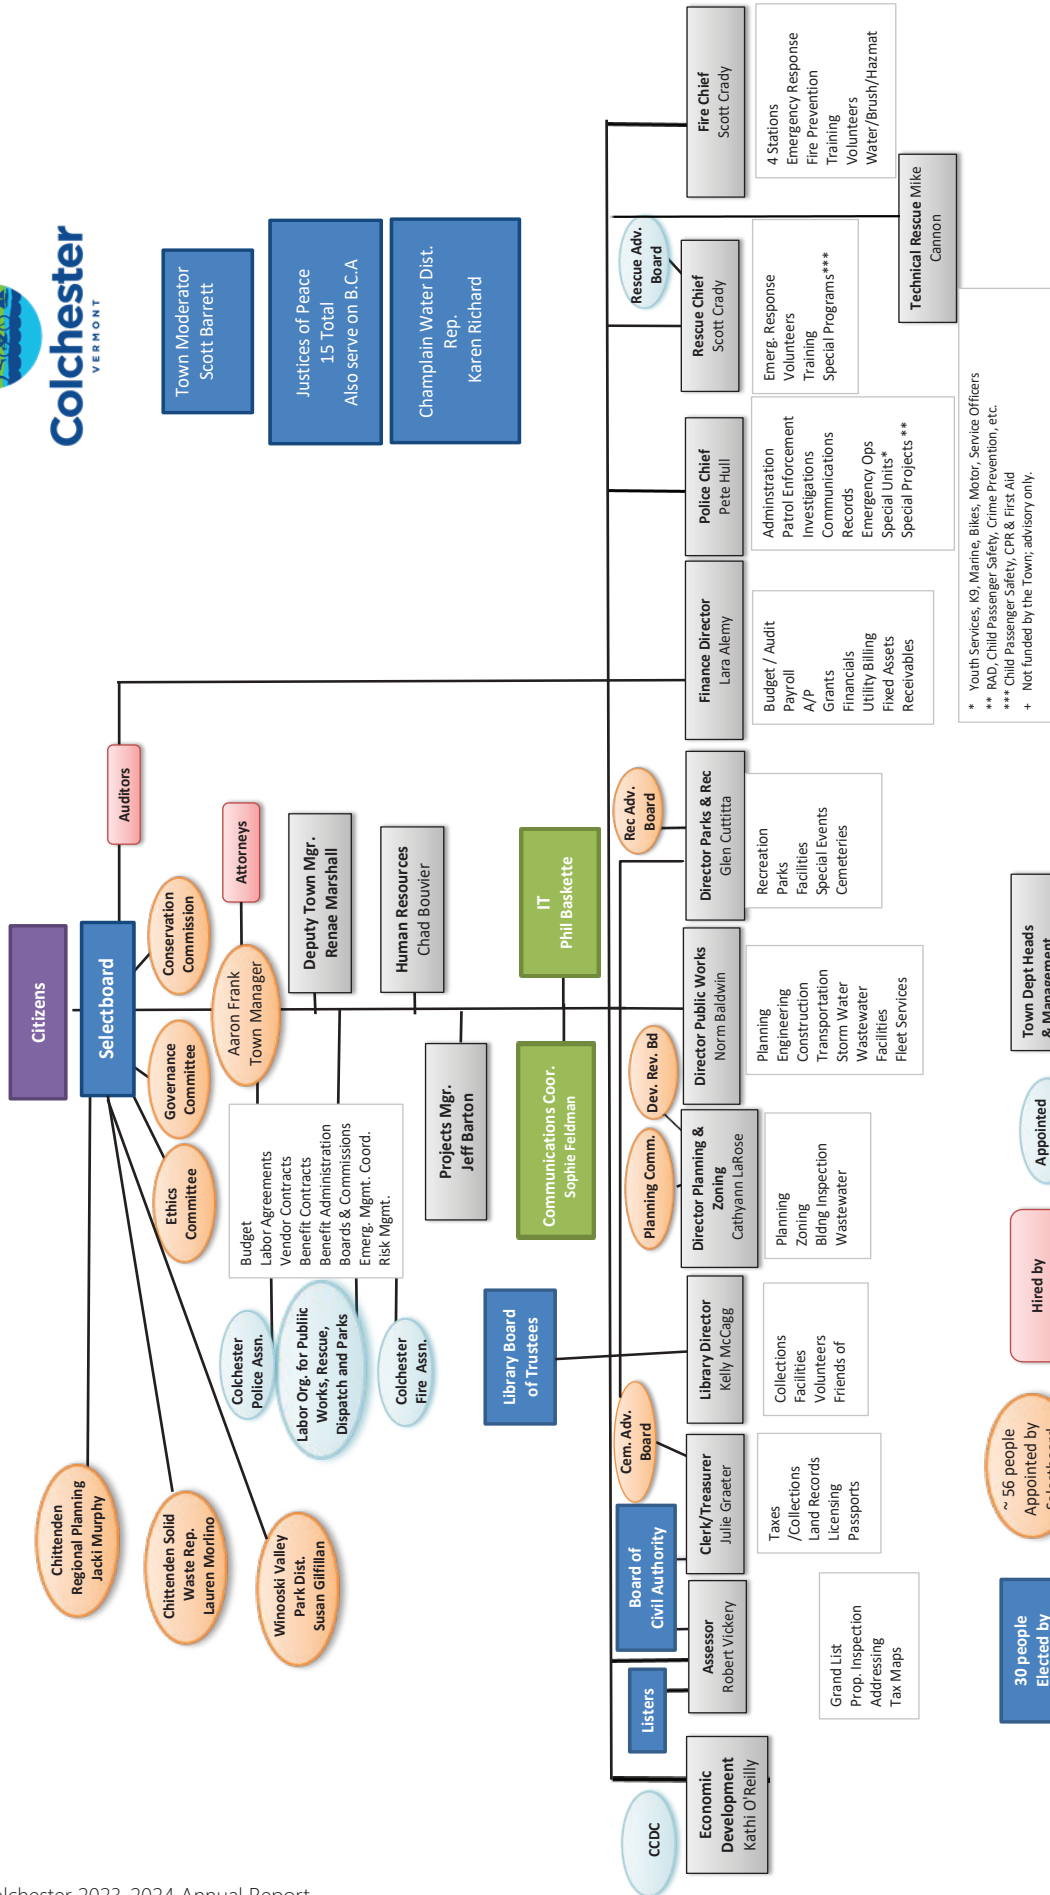 Colchester
VERMONT
Citizens
Selectboard
Auditors
Conservation
Commission
Governance
Committee
Ethics
Committee
Chittenden
Regional Planning
Jacki Murphy
Chittenden Solid
Waste Rep.
Lauren Morlino
Winooski Valley
Park Dist.
Susan Gilfillan
Town Moderator
Scott Barrett
Justices of Peace
15 Total
Also serve on B.C.A
Champlain Water Dist.
Rep.
Karen Richard
Aaron Frank
Town Manager
Attorneys
Budget
Labor Agreements
Vendor Contracts
Benefit Contracts
Benefit Administration
Boards & Commissions
Emerg. Mgmt. Coord.
Risk Mgmt.
Colchester
Police Assn.
Labor Org. for Public
Works, Rescue,
Dispatch and Parks
Colchester
Fire Assn.
Deputy Town Mgr.
Renae Marshall
Human Resources
Chad Bouvier
Projects Mgr.
Jeff Barton
IT
Phil Baskette
Communications Coor.
Sophie Feldman
Library Board
of Trustees
CCDC
Listers
Board of
Civil Authority
Cem. Adv.
Board
Planning Comm.
Dev. Rev. Bd
Rec Adv.
Board
Rescue Adv.
Board
Economic
Development
Kathi O'Reilly
Assessor
Robert Vickery
Grand List
Prop. Inspection
Addressing
Tax Maps
Clerk/Treasurer
Julie Graeter
Taxes
/Collections
Land Records
Licensing
Passports
Library Director
Kelly McCagg
Collections
Facilities
Volunteers
Friends of
Director Planning &
Zoning
Cathyann LaRose
Planning
Zoning
Bldng Inspection
Wastewater
Director Public Works
Norm Baldwin
Planning
Engineering
Construction
Transportation
Storm Water
Wastewater
Facilities
Fleet Services
Director Parks & Rec
Glen Cuttitta
Recreation
Parks
Facilities
Special Events
Cemeteries
Finance Director
Lara Alemy
Budget / Audit
Payroll
A/P
Grants
Financials
Utility Billing
Fixed Assets
Receivables
Police Chief
Pete Hull
Adminstration
Patrol Enforcement
Investigations
Communications
Records
Emergency Ops
Special Units*
Special Projects **
Rescue Chief
Scott Crady
Emerg. Response
Volunteers
Training
Special Programs***
Fire Chief
Scott Crady
4 Stations
Emergency Response
Fire Prevention
Training
Volunteers
Water/Brush/Hazmat
Technical Rescue Mike
Cannon
* Youth Services, K9, Marine, Bikes, Motor, Service Officers
** RAD, Child Passenger Safety, Crime Prevention, etc.
*** Child Passenger Safety, CPR & First Aid
+ Not funded by the Town; advisory only.
30 people
Elected by
~ 56 people
Appointed by
Hired by
Appointed
Town Dept Heads
& Management
2023-2024 Annual Report